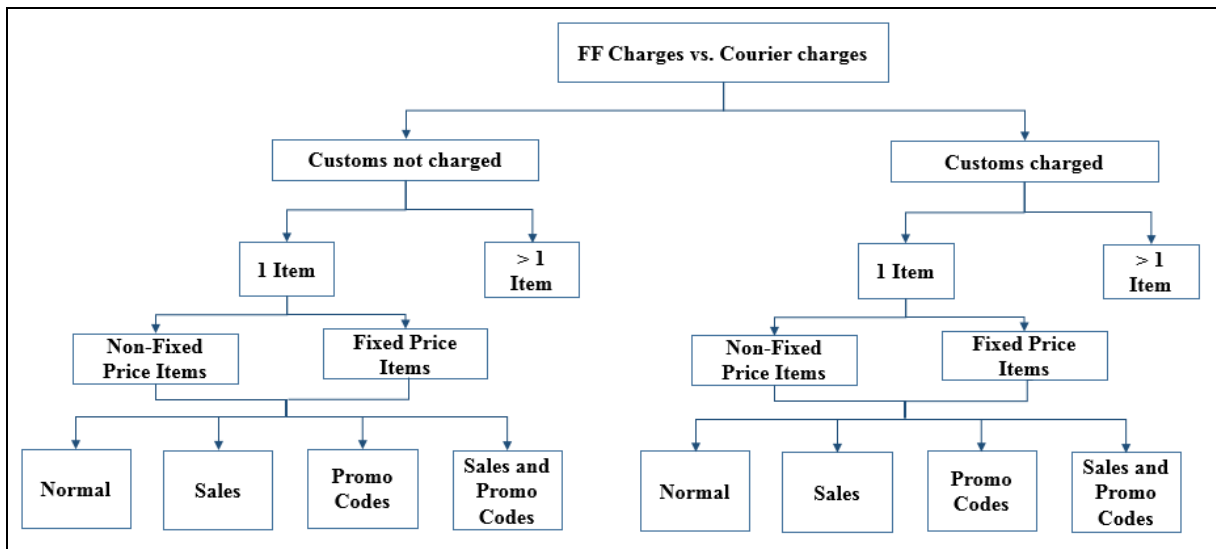 FF Charges vs. Courier charges
Customs not charged
Customs charged
1 Item
> 1
Item
1 Item
> 1
Item
Non-Fixed
Price Items
Fixed Price
Items
Non-Fixed
Price Items
Fixed Price
Items
Normal
Sales
Promo
Codes
Sales and
Promo
Codes
Normal
Sales
Promo
Codes
Sales and
Promo
Codes